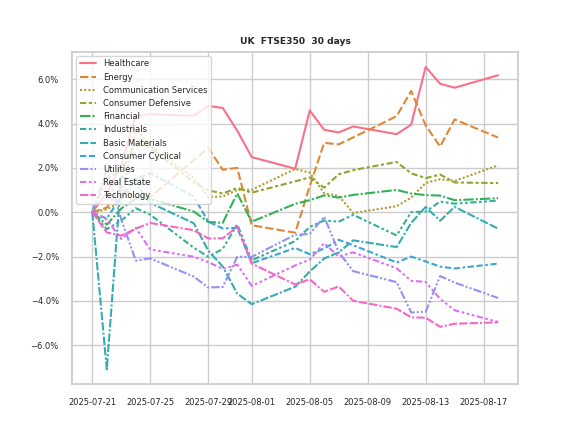 UK FTSE350 30 days
Healthcare
Energy
Communication Services
Consumer Defensive
Financial
Industrials
Basic Materials
Consumer Cyclical
Utilities
Real Estate
Technology
6.0%
4.0%
2.0%
0.0%
−2.0%
−4.0%
−6.0%
2025-07-21 2025-07-25 2025-07-29 2025-08-01 2025-08-05 2025-08-09 2025-08-13 2025-08-17